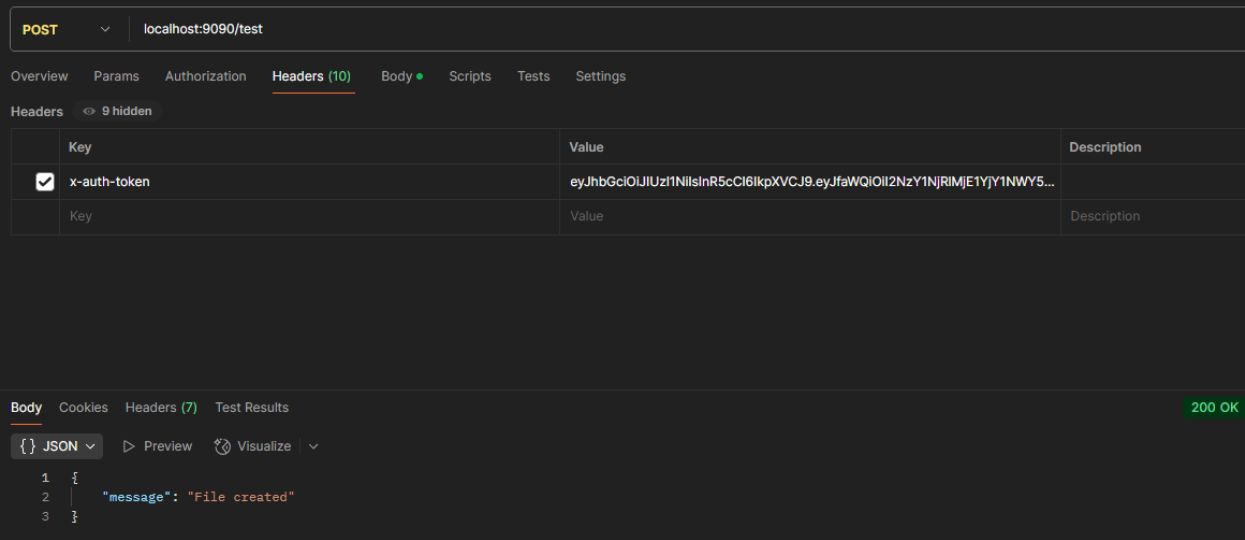 POST localhost:9090/test
Overview Params Authorization Headers (10) Body Scripts Tests Settings
Headers 9 hidden
Key Value Description
x-auth-token eyJhbGciOiJIUzI1NiIsInR5cCI6IkpXVCJ9.eyJfaWQiOiI2NzY1NjRlMjE1YjY1NWY5...
Key Value Description
Body Cookies Headers (7) Test Results 200 OK
{ } JSON Preview Visualize
1 {
2 "message": "File created"
3 }